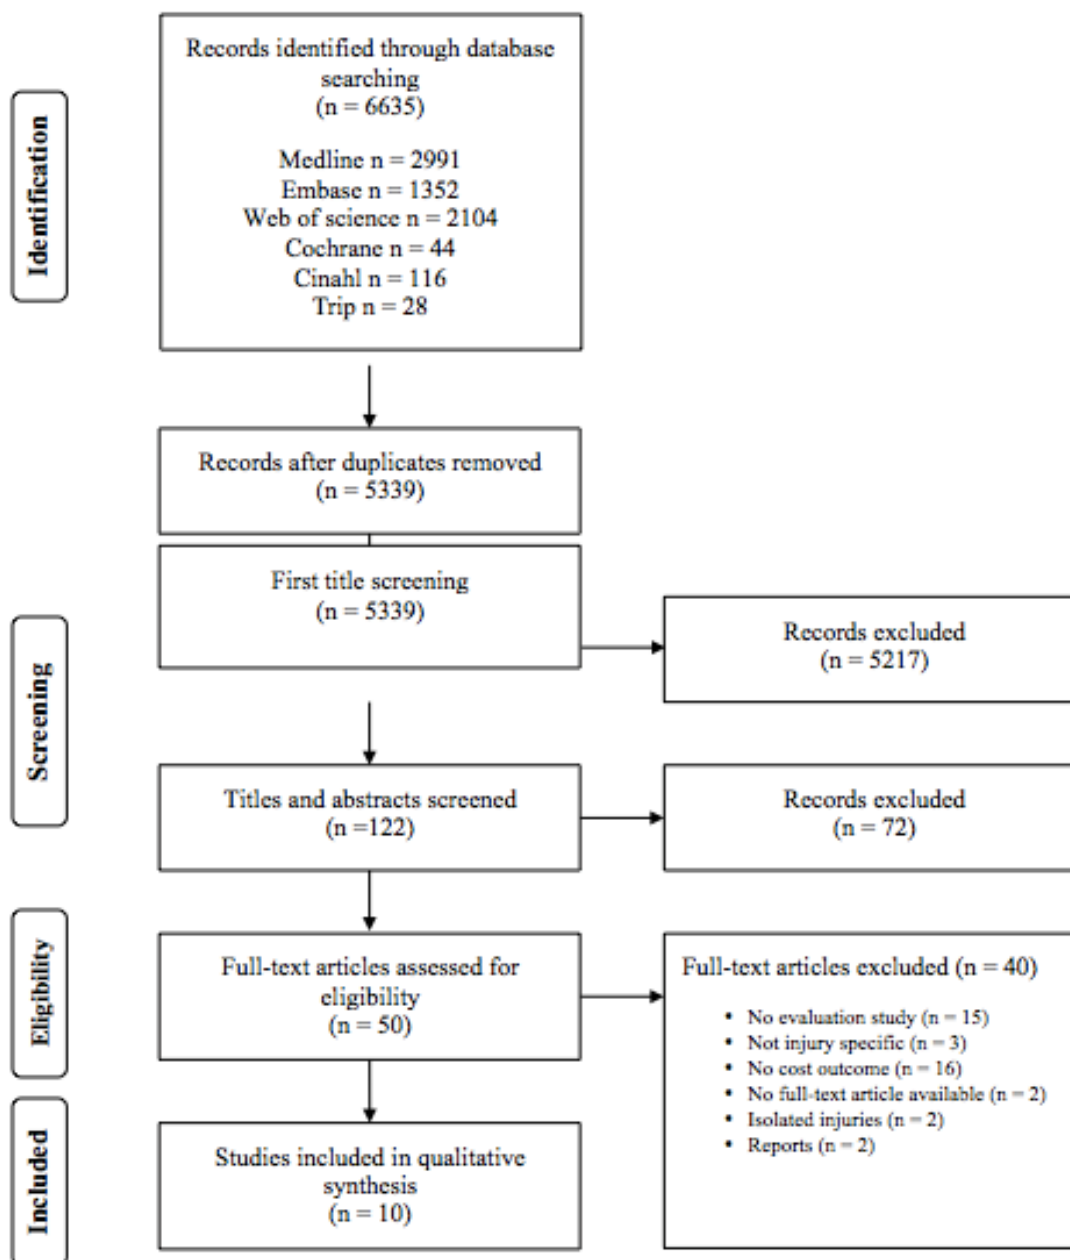 Identification
Records identified through database
searching
(n = 6635)
Medline n = 2991
Embase n = 1352
Web of science n = 2104
Cochrane n = 44
Cinahl n = 116
Trip n = 28
Records after duplicates removed
(n = 5339)
Screening
First title screening
(n = 5339)
Records excluded
(n = 5217)
Titles and abstracts screened
(n =122)
Records excluded
(n = 72)
Eligibility
Full-text articles assessed for
eligibility
(n = 50)
Full-text articles excluded (n = 40)
• No evaluation study (n = 15)
• Not injury specific (n = 3)
• No cost outcome (n = 16)
• No full-text article available (n = 2)
• Isolated injuries (n = 2)
• Reports (n = 2)
Included
Studies included in qualitative
synthesis
(n = 10)